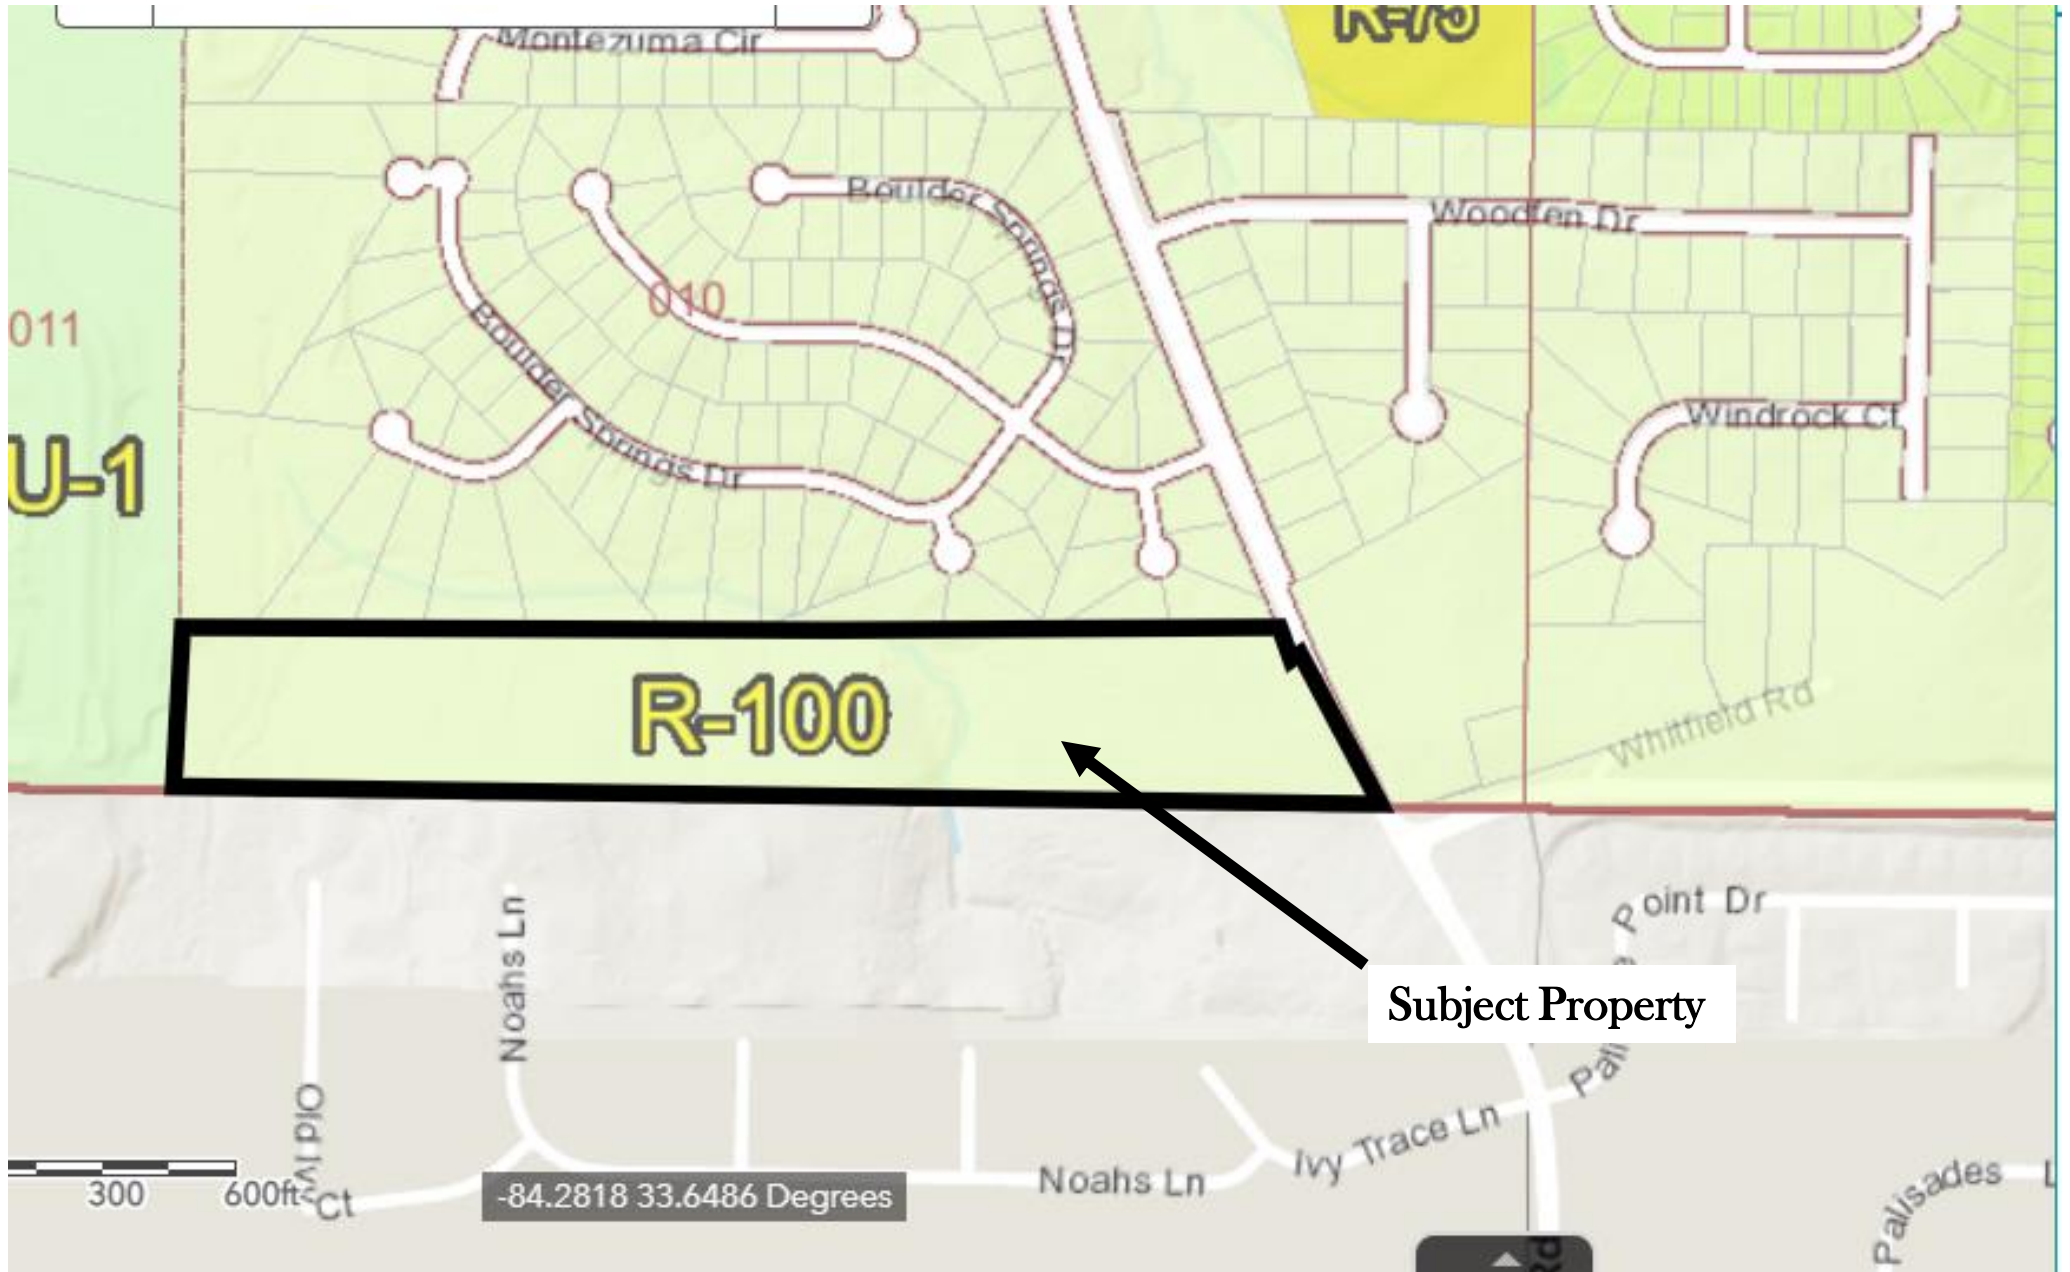 Montezuma Cir
R-75
Boulder Springs Dr
Woodfen Dr
010
011
Boulder Springs Dr
Windrock Ct
U-1
R-100
Whitfield Rd
Noahs Ln
Point Dr
Subject Property
Old Ivy Ct
Ivy Trace Ln
Noahs Ln
300
600ft
-84.2818 33.6486 Degrees
Palisades
Rd